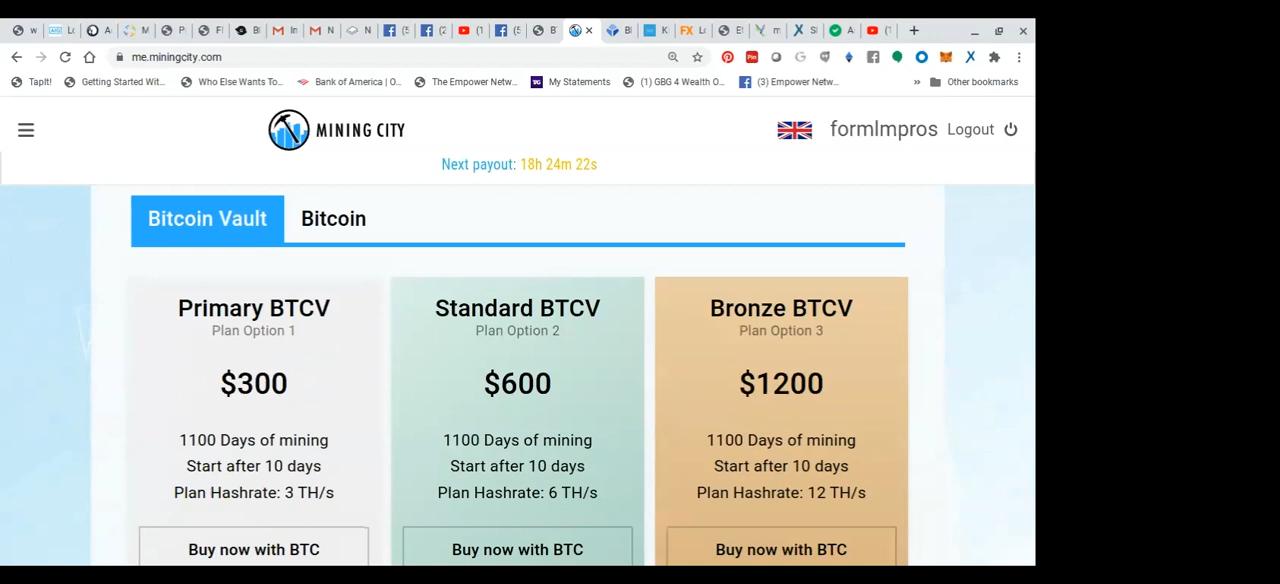 me.miningcity.com
TapIt!
Getting Started Wit...
Who Else Wants To...
Bank of America | O...
The Empower Netw...
My Statements
(1) GBG 4 Wealth O...
(3) Empower Netw...
» Other bookmarks
MINING CITY
formImpros
Logout
Next payout: 18h 24m 22s
Bitcoin Vault
Bitcoin
Primary BTCV
Plan Option 1
$300
1100 Days of mining
Start after 10 days
Plan Hashrate: 3 TH/s
Buy now with BTC
Standard BTCV
Plan Option 2
$600
1100 Days of mining
Start after 10 days
Plan Hashrate: 6 TH/s
Buy now with BTC
Bronze BTCV
Plan Option 3
$1200
1100 Days of mining
Start after 10 days
Plan Hashrate: 12 TH/s
Buy now with BTC